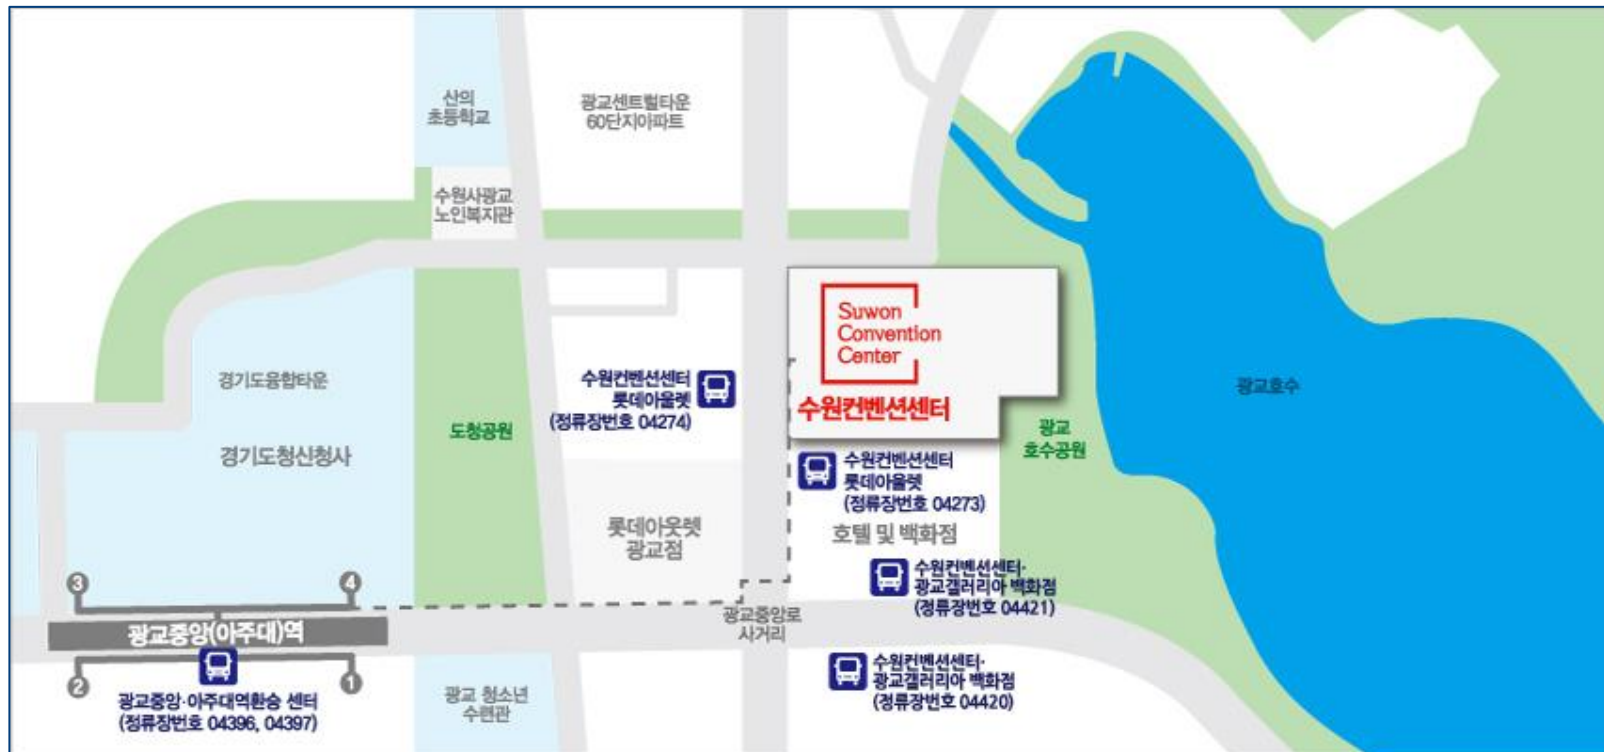 산의
초등학교
광교센트럴타운
60단지아파트
수원시광교
노인복지관
Suwon
Convention
Center
수원컨벤션센터
경기도융합타운
경기도청신청사
도청공원
수원컨벤션센터
롯데아울렛
(정류장번호 04274)
광교
호수공원
광교호수
수원컨벤션센터
롯데아울렛
(정류장번호 04273)
롯데아웃렛
광교점
호텔 및 백화점
수원컨벤션센터·
광교갤러리아 백화점
(정류장번호 04421)
3
4
광교중앙(아주대)역
광교중앙로
사거리
2
1
광교중앙·아주대역환승 센터
(정류장번호 04396, 04397)
광교 청소년
수련관
수원컨벤션센터·
광교갤러리아 백화점
(정류장번호 04420)